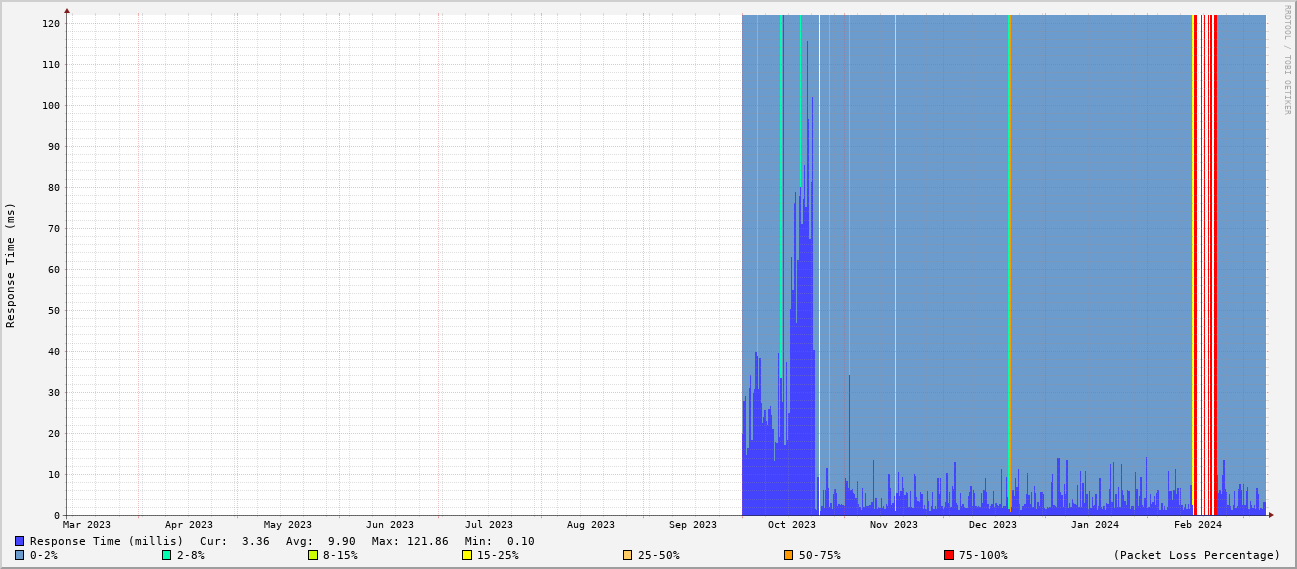 RRDTOOL / TOBI OETIKER
Response Time (ms)
120
110
100
90
80
70
60
50
40
30
20
10
0
Mar 2023 Apr 2023 May 2023 Jun 2023 Jul 2023 Aug 2023 Sep 2023 Oct 2023 Nov 2023 Dec 2023 Jan 2024 Feb 2024
Response Time (millis) Cur: 3.36 Avg: 9.90 Max: 121.86 Min: 0.10
0-2% 2-8% 8-15% 15-25% 25-50% 50-75% 75-100% (Packet Loss Percentage)